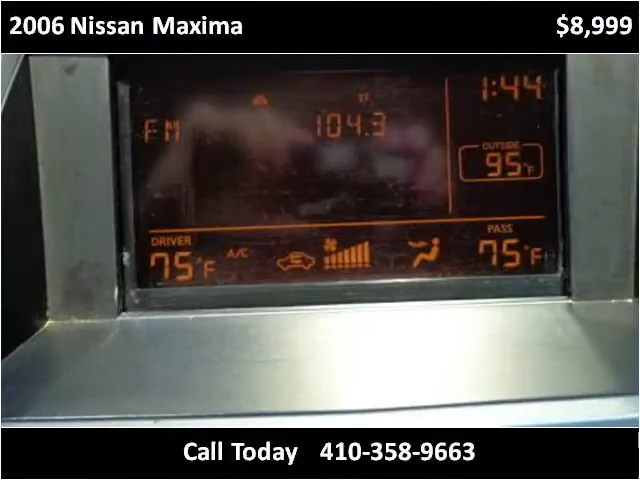 2006 Nissan Maxima $8,999
1:44
ST
FM 104.3
OUTSIDE
95°F
DRIVER PASS
75°F A/C 75°F
Call Today 410-358-9663